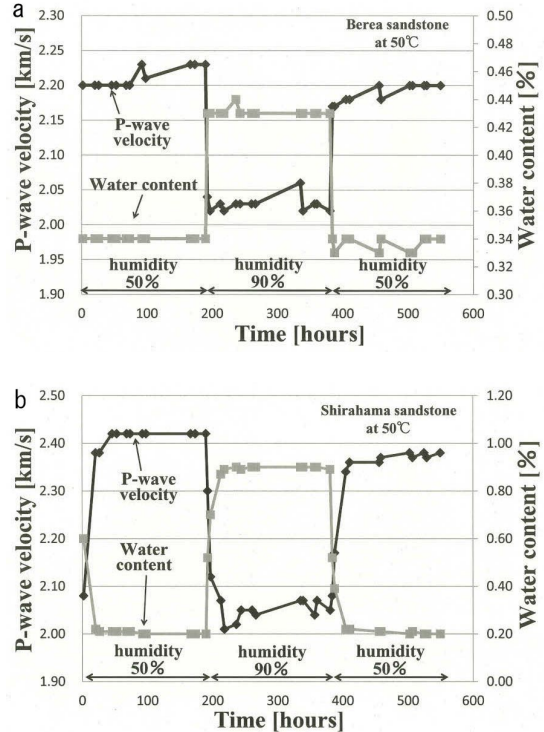 a
Berea sandstone
at 50℃
P-wave velocity [km/s]
2.30
2.25
2.20
2.15
2.10
2.05
2.00
1.95
1.90
P-wave
velocity
Water content
Water content [%]
0.50
0.48
0.46
0.44
0.42
0.40
0.38
0.36
0.34
0.32
0.30
humidity
50%
humidity
90%
humidity
50%
0
100
200
300
400
500
600
Time [hours]
b
Shirahama sandstone
at 50℃
P-wave velocity [km/s]
2.50
2.40
2.30
2.20
2.10
2.00
1.90
P-wave
velocity
Water
content
Water content [%]
1.20
1.00
0.80
0.60
0.40
0.20
0.00
humidity
50%
humidity
90%
humidity
50%
0
100
200
300
400
500
600
Time [hours]